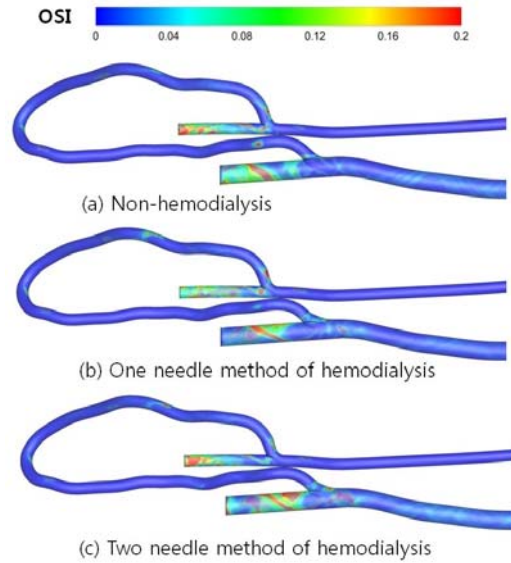 OSI
0 0.04 0.08 0.12 0.16 0.2
(a) Non-hemodialysis
(b) One needle method of hemodialysis
(c) Two needle method of hemodialysis